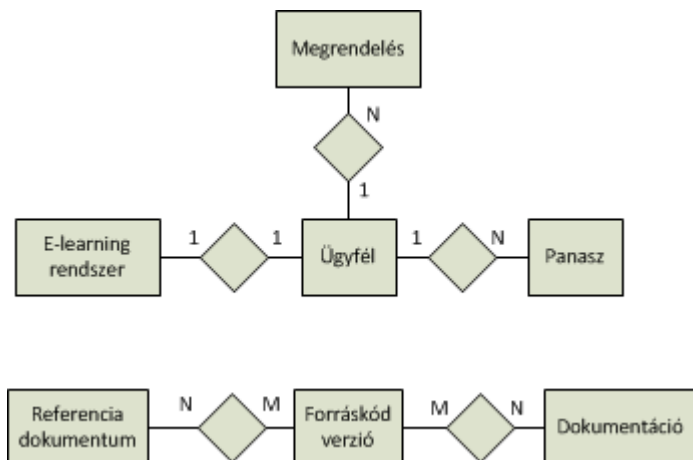 Megrendelés
N
1
E-learning
rendszer
1
1
Ügyfél
1
N
Panasz
Referencia
dokumentum
N
M
Forráskód
verzió
M
N
Dokumentáció